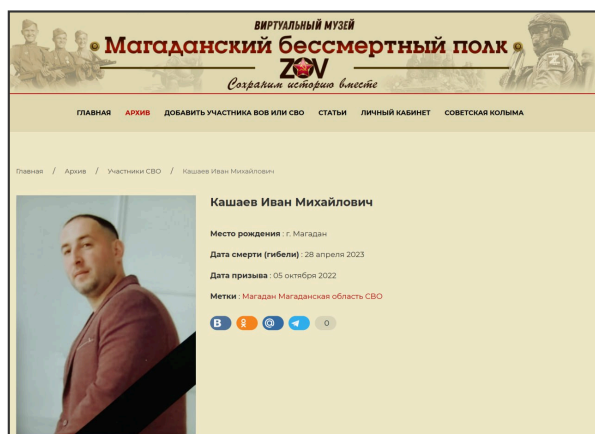 ВИРТУАЛЬНЫЙ МУЗЕЙ
Магаданский бессмертный полк
ZOV
Сохраним историю вместе
ГЛАВНАЯ АРХИВ ДОБАВИТЬ УЧАСТНИКА ВОВ ИЛИ СВО СТАТЬИ ЛИЧНЫЙ КАБИНЕТ СОВЕТСКАЯ КОЛЫМА
Главная / Архив / Участники СВО / Кашаев Иван Михайлович
Кашаев Иван Михайлович
Место рождения : г. Магадан
Дата смерти (гибели) : 28 апреля 2023
Дата призыва : 05 октября 2022
Метки : Магадан Магаданская область СВО
0